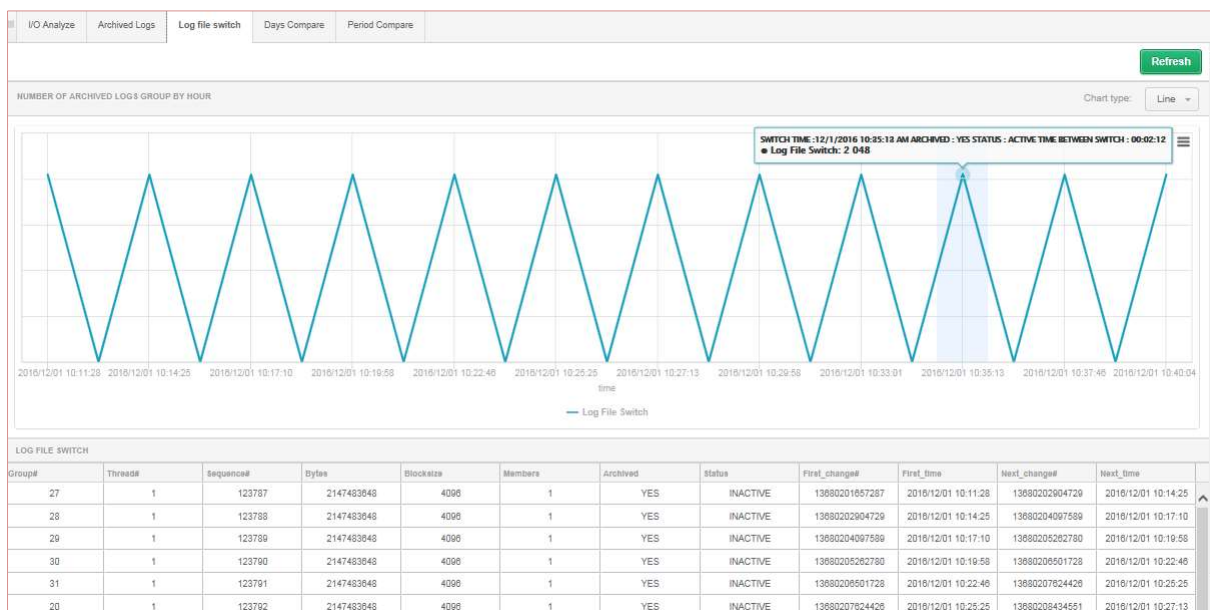 I/O Analyze Archived Logs Log file switch Days Compare Period Compare
Refresh
NUMBER OF ARCHIVED LOGS GROUP BY HOUR Chart type: Line
SWITCH TIME :12/1/2016 10:35:13 AM ARCHIVED : YES STATUS : ACTIVE TIME BETWEEN SWITCH : 00:02:12
● Log File Switch: 2 048
2016/12/01 10:11:28 2016/12/01 10:14:25 2016/12/01 10:17:10 2016/12/01 10:19:58 2016/12/01 10:22:46 2016/12/01 10:25:25 2016/12/01 10:27:13 2016/12/01 10:29:58 2016/12/01 10:33:01 2016/12/01 10:35:13 2016/12/01 10:37:46 2016/12/01 10:40:04
time
Log File Switch
LOG FILE SWITCH
Group# Thread# Sequence# Bytes Blocksize Members Archived Status First_change# First_time Next_change# Next_time
27 1 123787 2147483648 4096 1 YES INACTIVE 13680201657287 2016/12/01 10:11:28 13680202904729 2016/12/01 10:14:25
28 1 123788 2147483648 4096 1 YES INACTIVE 13680202904729 2016/12/01 10:14:25 13680204097589 2016/12/01 10:17:10
29 1 123789 2147483648 4096 1 YES INACTIVE 13680204097589 2016/12/01 10:17:10 13680205262780 2016/12/01 10:19:58
30 1 123790 2147483648 4096 1 YES INACTIVE 13680205262780 2016/12/01 10:19:58 13680206501728 2016/12/01 10:22:46
31 1 123791 2147483648 4096 1 YES INACTIVE 13680206501728 2016/12/01 10:22:46 13680207624426 2016/12/01 10:25:25
20 1 123792 2147483648 4096 1 YES INACTIVE 13680207624426 2016/12/01 10:25:25 13680208434551 2016/12/01 10:27:13